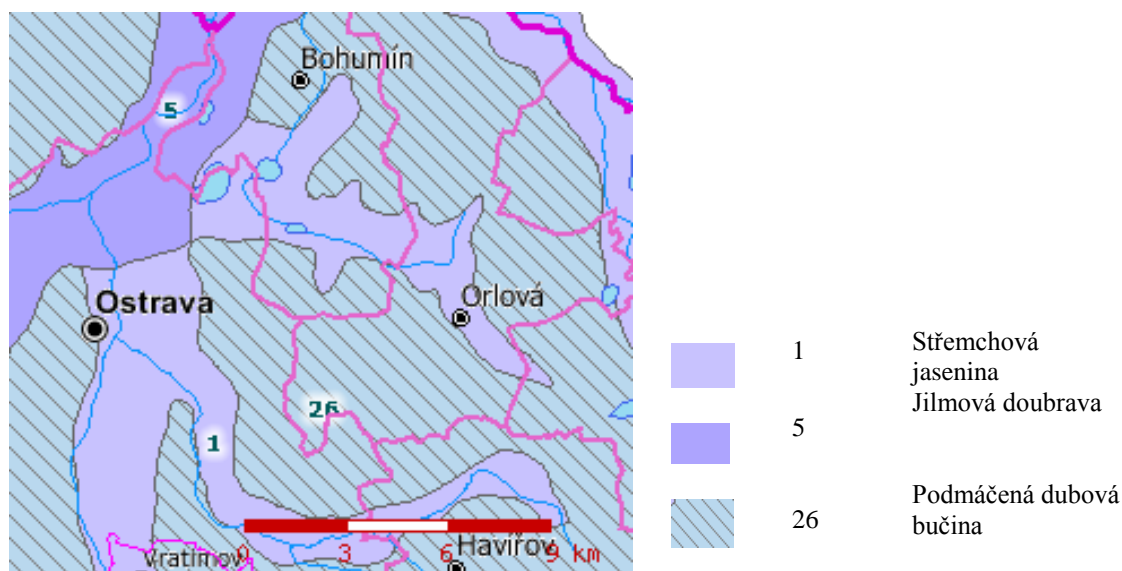 Bohumín
5
Ostrava
Orlová
26
1
0 3 6 9 km
Vratimov
Havířov
1 Střemchová
jasenina
5 Jilmová doubrava
26 Podmáčená dubová
bučina